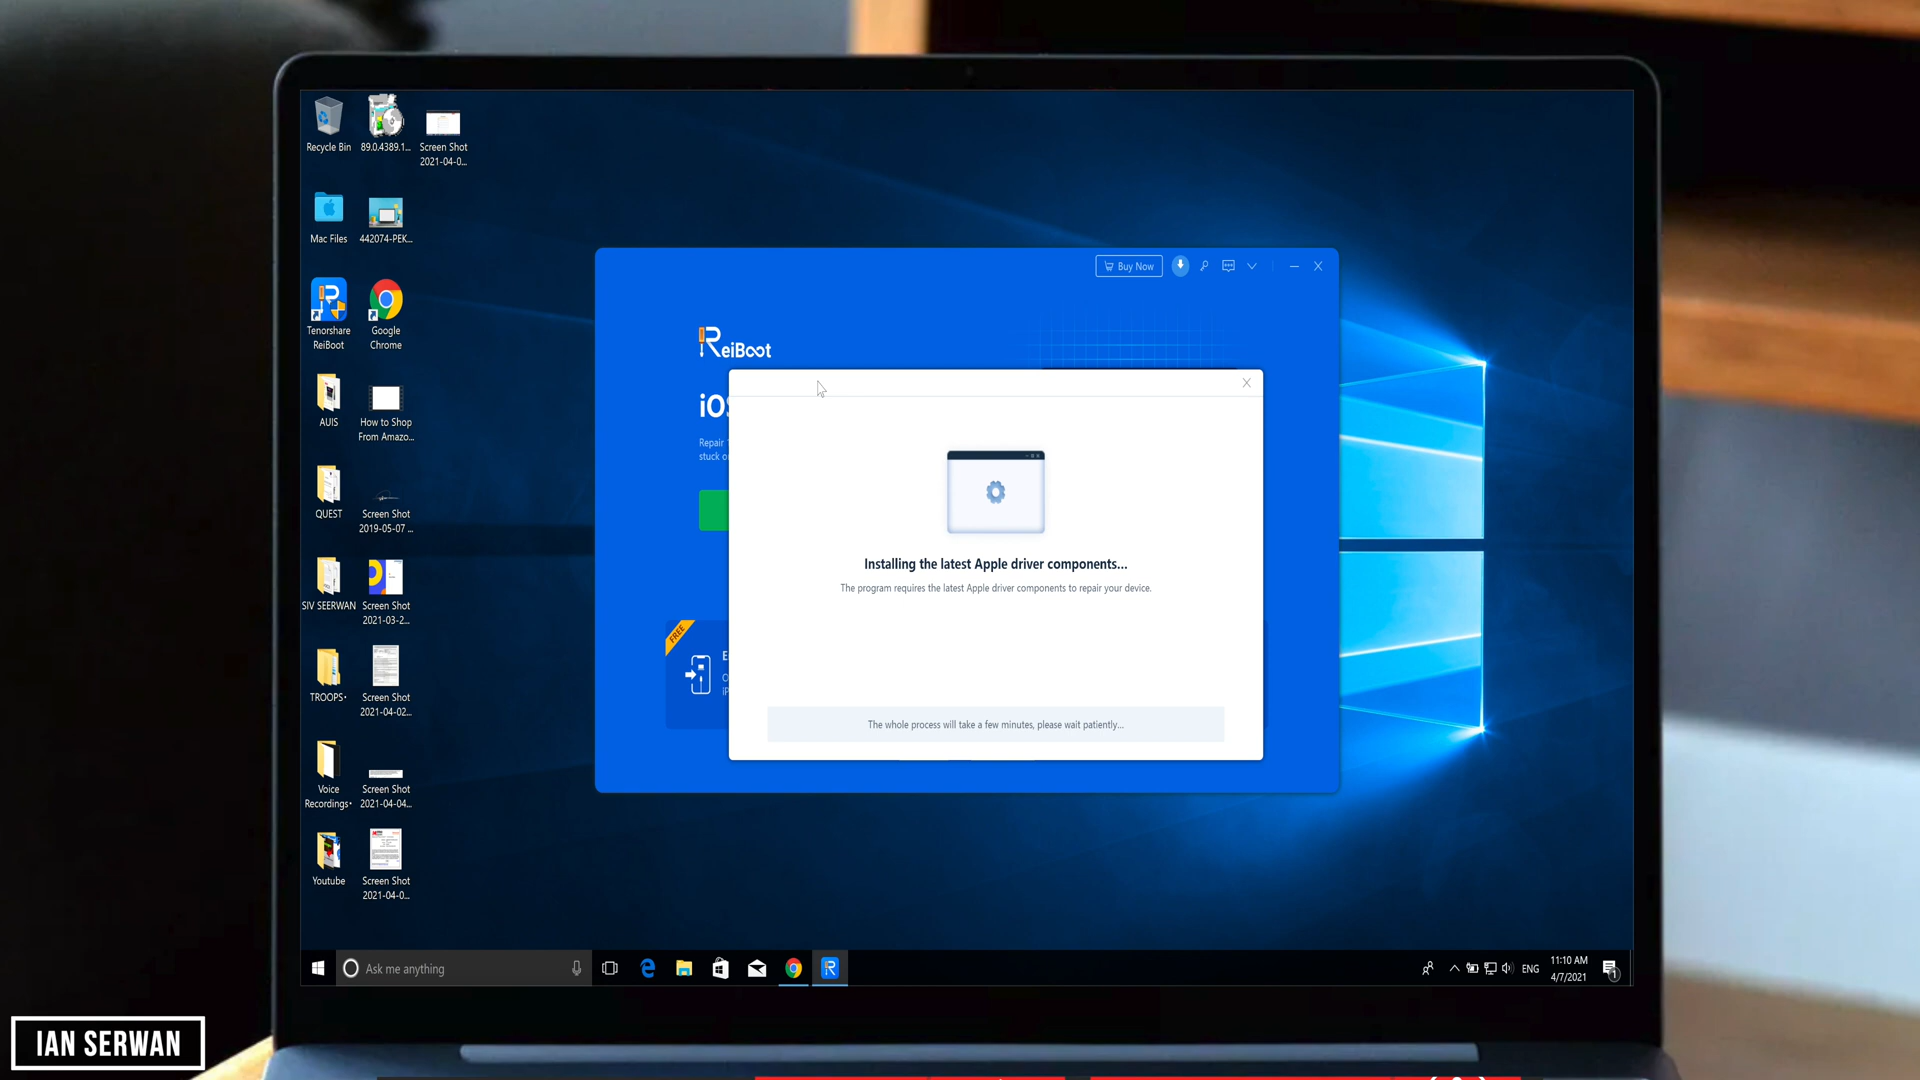 Recycle Bin
89.0.4389.1...
Screen Shot
2021-04-0...
Mac Files
442074-PEK...
Tenorshare
ReiBoot
Google
Chrome
AUIS
How to Shop
From Amazo...
QUEST
Screen Shot
2019-05-07 ...
SIV SEERWAN
Screen Shot
2021-03-2...
TROOPS•
Screen Shot
2021-04-02...
Voice
Recordings•
Screen Shot
2021-04-04...
Youtube
Screen Shot
2021-04-0...
Buy Now
ReiBoot
iOS
Repair
stuck
FREE
Installing the latest Apple driver components...
The program requires the latest Apple driver components to repair your device.
The whole process will take a few minutes, please wait patiently...
Ask me anything
ENG
11:10 AM
4/7/2021
1
IAN SERWAN